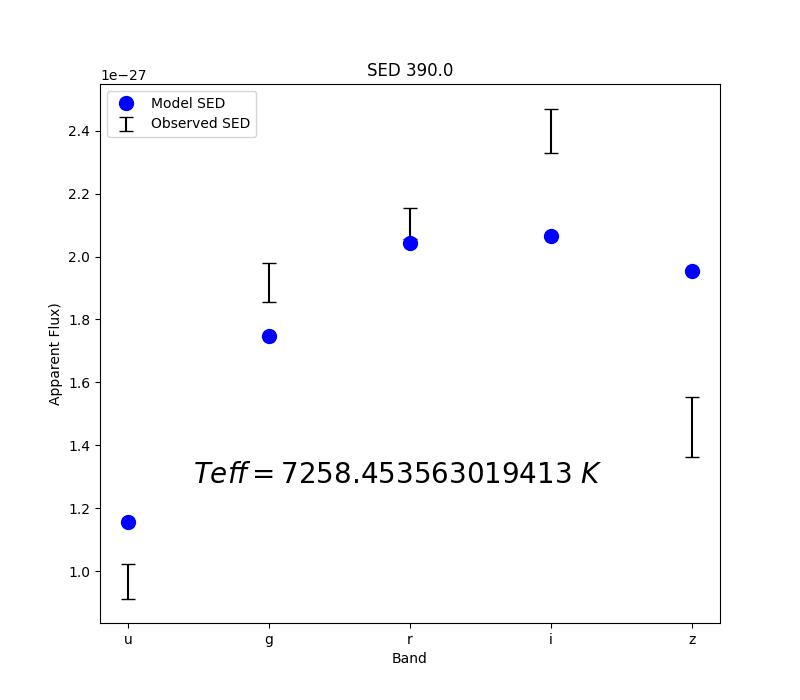 SED 390.0
1e−27
Model SED
Observed SED
2.4
2.2
2.0
1.8
1.6
1.4
1.2
1.0
Apparent Flux)
Teff = 7258.453563019413 K
u g r i z
Band